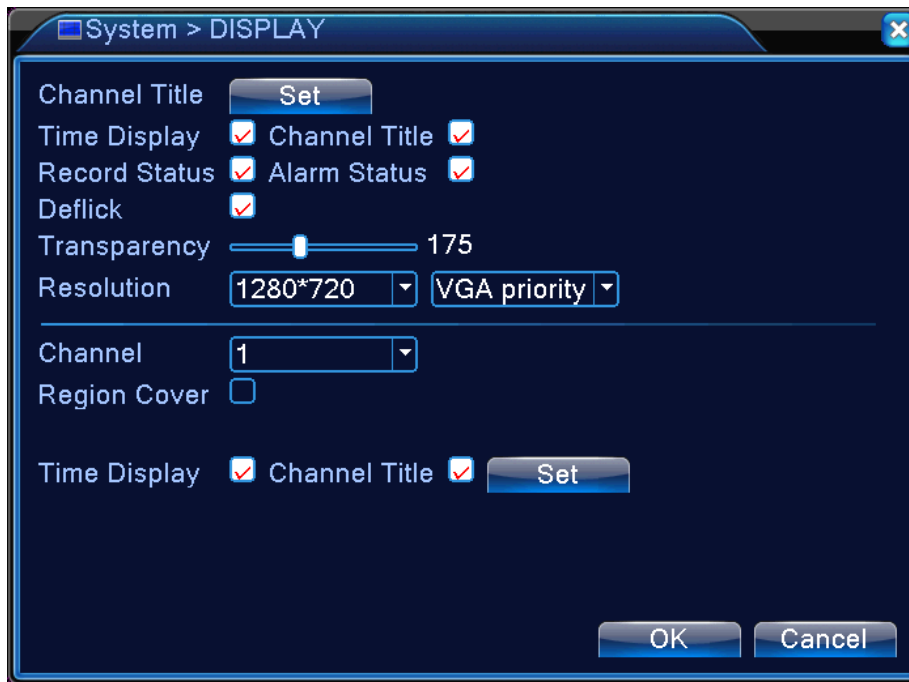 System > DISPLAY
Channel Title Set
Time Display Channel Title
Record Status Alarm Status
Deflick
Transparency 175
Resolution 1280*720 VGA priority
Channel 1
Region Cover
Time Display Channel Title Set
OK Cancel